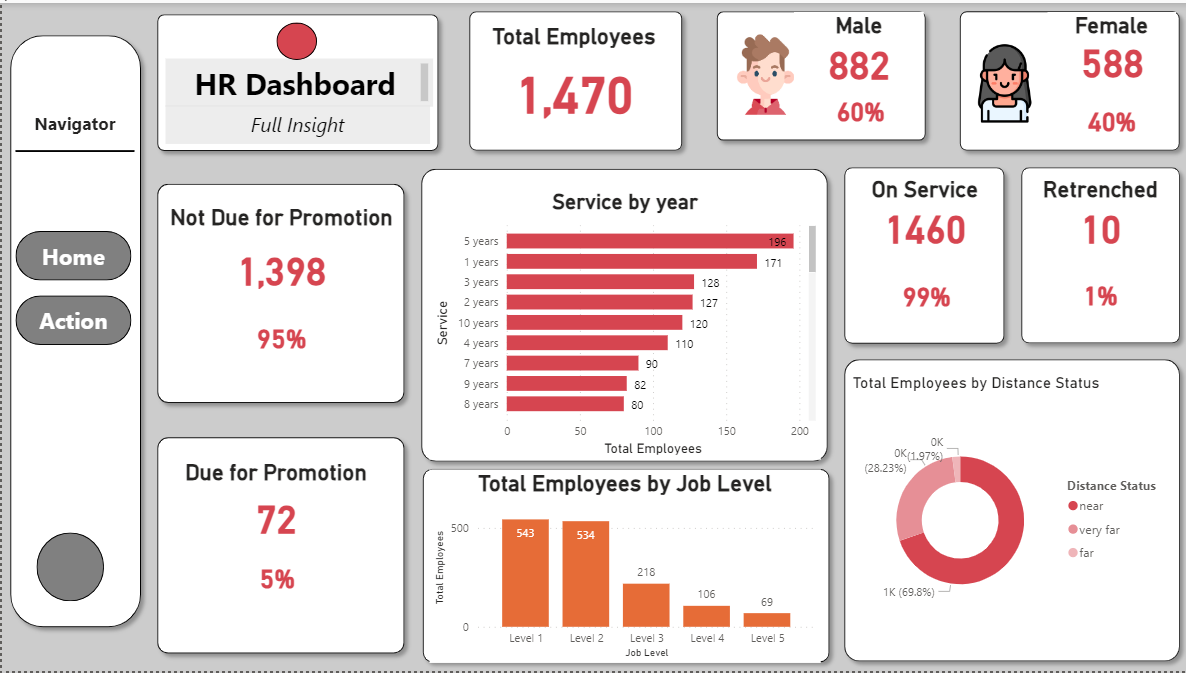 Navigator
Home
Action
HR Dashboard
Full Insight
Total Employees
1,470
Male
882
60%
Female
588
40%
Not Due for Promotion
1,398
95%
Due for Promotion
72
5%
Service by year
Service
5 years 196
1 years 171
3 years 128
2 years 127
10 years 120
4 years 110
7 years 90
9 years 82
8 years 80
0 50 100 150 200
Total Employees
Total Employees by Job Level
Total Employees
500
0
543 534 218 106 69
Level 1 Level 2 Level 3 Level 4 Level 5
Job Level
On Service
1460
99%
Retrenched
10
1%
Total Employees by Distance Status
0K
(1.97%)
0K
(28.23%)
1K (69.8%)
Distance Status
near
very far
far